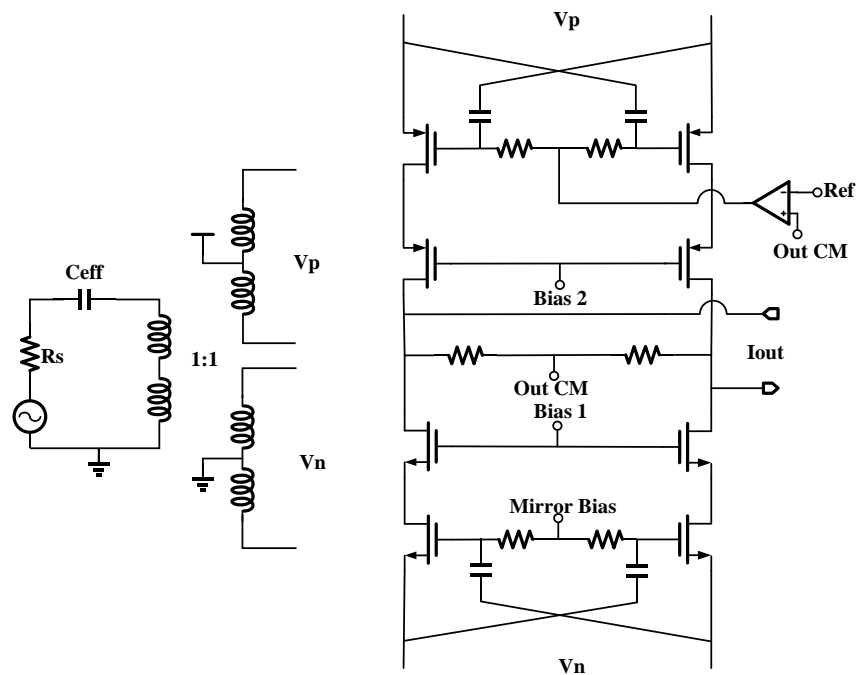 Vp
Ref
Out CM
Vp
Ceff
Bias 2
Rs
1:1
Iout
Out CM
Bias 1
Vn
Mirror Bias
Vn